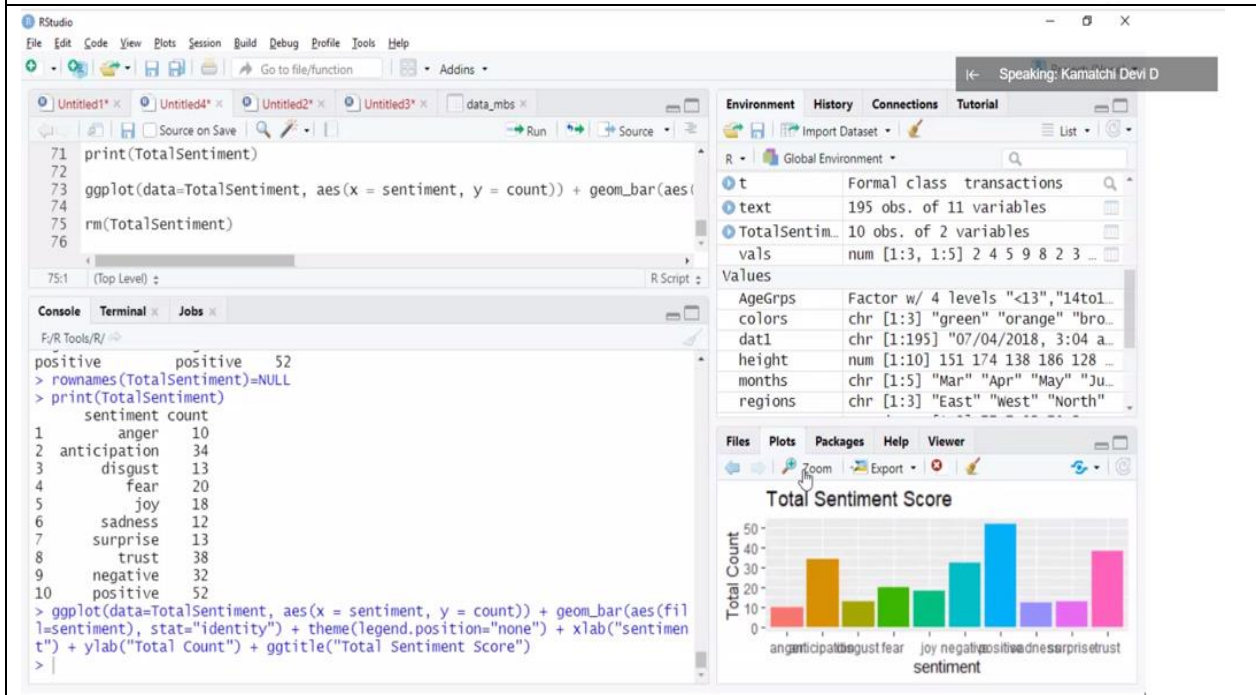 RStudio
File Edit Code View Plots Session Build Debug Profile Tools Help
Go to file/function Addins
Speaking: Kamatchi Devi D
Untitled1* Untitled4* Untitled2* Untitled3* data_mbs
Source on Save Run Source
71 print(TotalSentiment)
72
73 ggplot(data=TotalSentiment, aes(x = sentiment, y = count)) + geom_bar(aes(
74
75 rm(TotalSentiment)
76
75:1 (Top Level) R Script
Console Terminal Jobs
F:/R Tools/R/
positive positive 52
> rownames(TotalSentiment)=NULL
> print(TotalSentiment)
sentiment count
1 anger 10
2 anticipation 34
3 disgust 13
4 fear 20
5 joy 18
6 sadness 12
7 surprise 13
8 trust 38
9 negative 32
10 positive 52
> ggplot(data=TotalSentiment, aes(x = sentiment, y = count)) + geom_bar(aes(fil
l=sentiment), stat="identity") + theme(legend.position="none") + xlab("sentimen
t") + ylab("Total Count") + ggtitle("Total Sentiment Score")
>
Environment History Connections Tutorial
Import Dataset List
R Global Environment
t Formal class transactions
text 195 obs. of 11 variables
TotalSentim… 10 obs. of 2 variables
vals num [1:3, 1:5] 2 4 5 9 8 2 3 …
Values
AgeGrps Factor w/ 4 levels "<13","14to1…
colors chr [1:3] "green" "orange" "bro…
dat1 chr [1:195] "07/04/2018, 3:04 a…
height num [1:10] 151 174 138 186 128 …
months chr [1:5] "Mar" "Apr" "May" "Ju…
regions chr [1:3] "East" "West" "North"
Files Plots Packages Help Viewer
Zoom Export
Total Sentiment Score
Total Count
50
40
30
20
10
0
anger anticipation disgust fear joy negative positive sadness surprise trust
sentiment